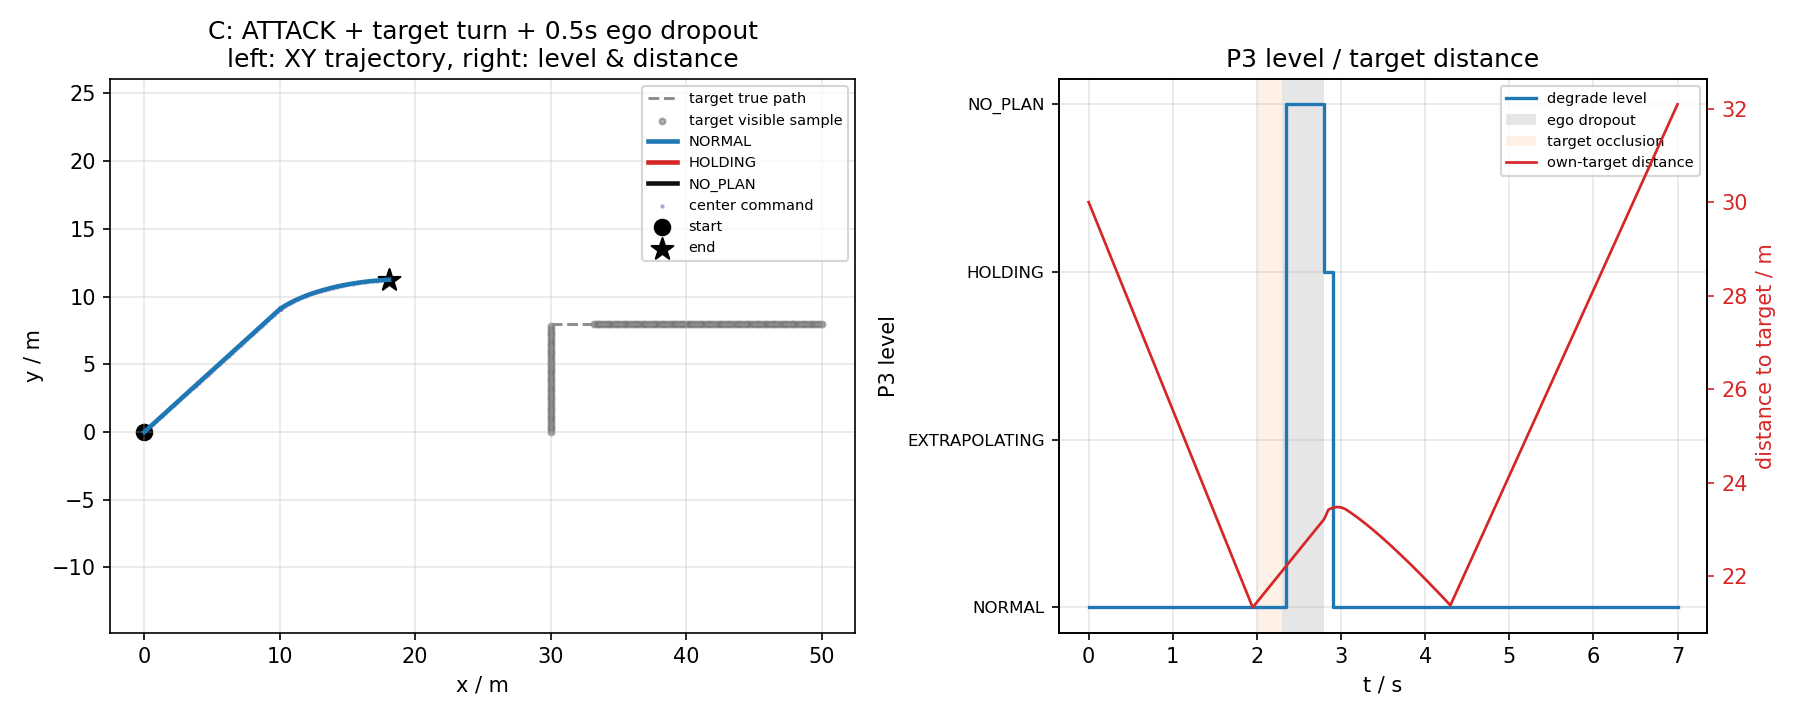 C: ATTACK + target turn + 0.5s ego dropout
left: XY trajectory, right: level & distance
25
20
15
10
5
0
−5
−10
y / m
0
10
20
30
40
50
x / m
target true path
target visible sample
NORMAL
HOLDING
NO_PLAN
center command
start
end
P3 level / target distance
NO_PLAN
HOLDING
EXTRAPOLATING
NORMAL
P3 level
0
1
2
3
4
5
6
7
t / s
degrade level
ego dropout
target occlusion
own-target distance
32
30
28
26
24
22
distance to target / m